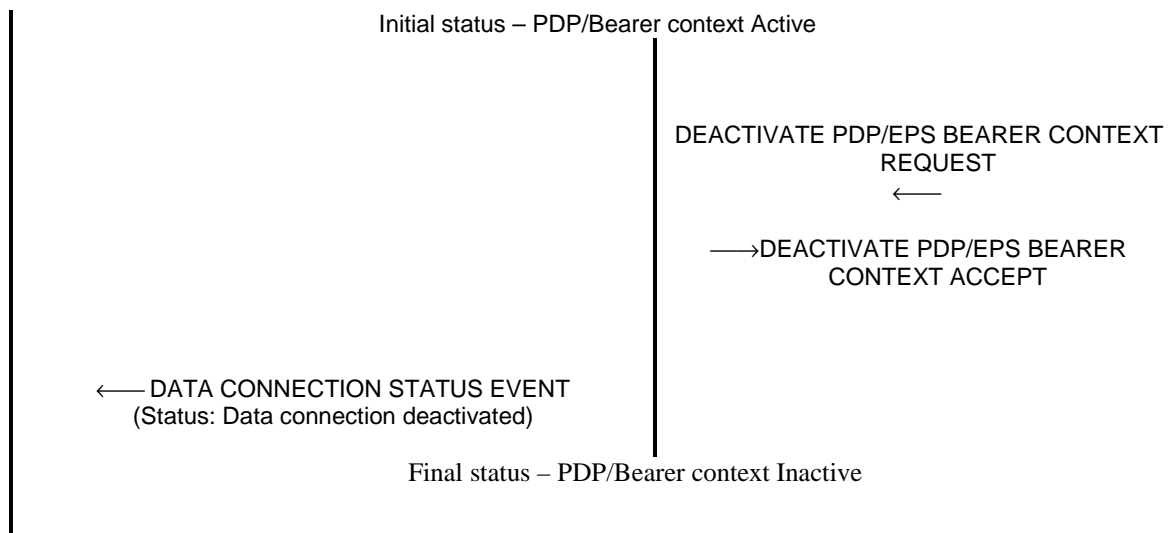 Initial status – PDP/Bearer context Active
DEACTIVATE PDP/EPS BEARER CONTEXT
REQUEST
←
→DEACTIVATE PDP/EPS BEARER
CONTEXT ACCEPT
← DATA CONNECTION STATUS EVENT
(Status: Data connection deactivated)
Final status – PDP/Bearer context Inactive